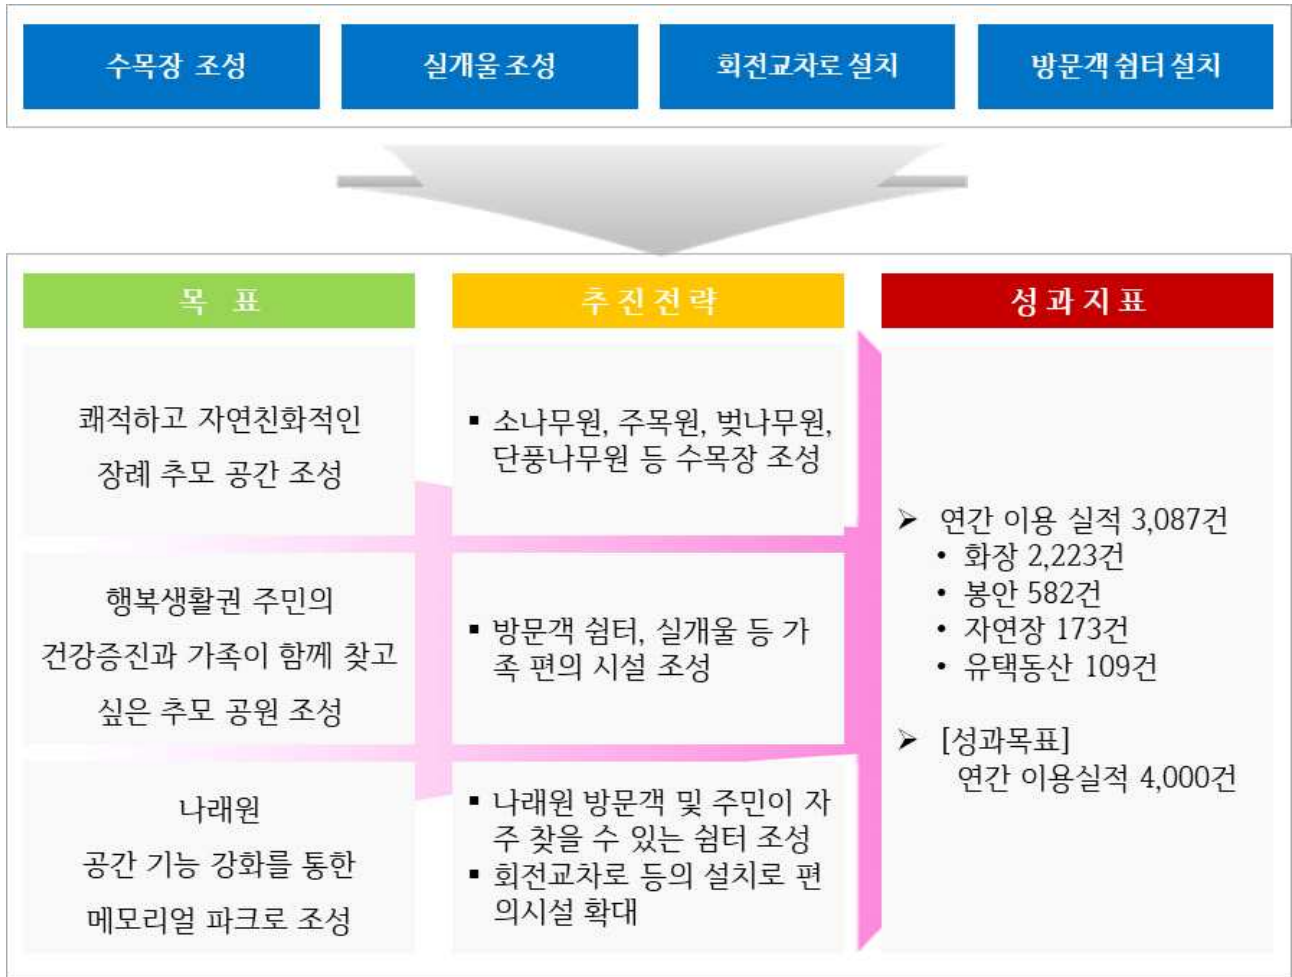 수목장 조성
실개울 조성
회전교차로 설치
방문객 쉼터 설치
목 표
추진전략
성과지표
쾌적하고 자연친화적인
장례 추모 공간 조성
▪ 소나무원, 주목원, 벚나무원,
단풍나무원 등 수목장 조성
행복생활권 주민의
건강증진과 가족이 함께 찾고
싶은 추모 공원 조성
▪ 방문객 쉼터, 실개울 등 가
족 편의 시설 조성
나래원
공간 기능 강화를 통한
메모리얼 파크로 조성
▪ 나래원 방문객 및 주민이 자
주 찾을 수 있는 쉼터 조성
▪ 회전교차로 등의 설치로 편
의시설 확대
➢ 연간 이용 실적 3,087건
• 화장 2,223건
• 봉안 582건
• 자연장 173건
• 유택동산 109건
➢ [성과목표]
연간 이용실적 4,000건